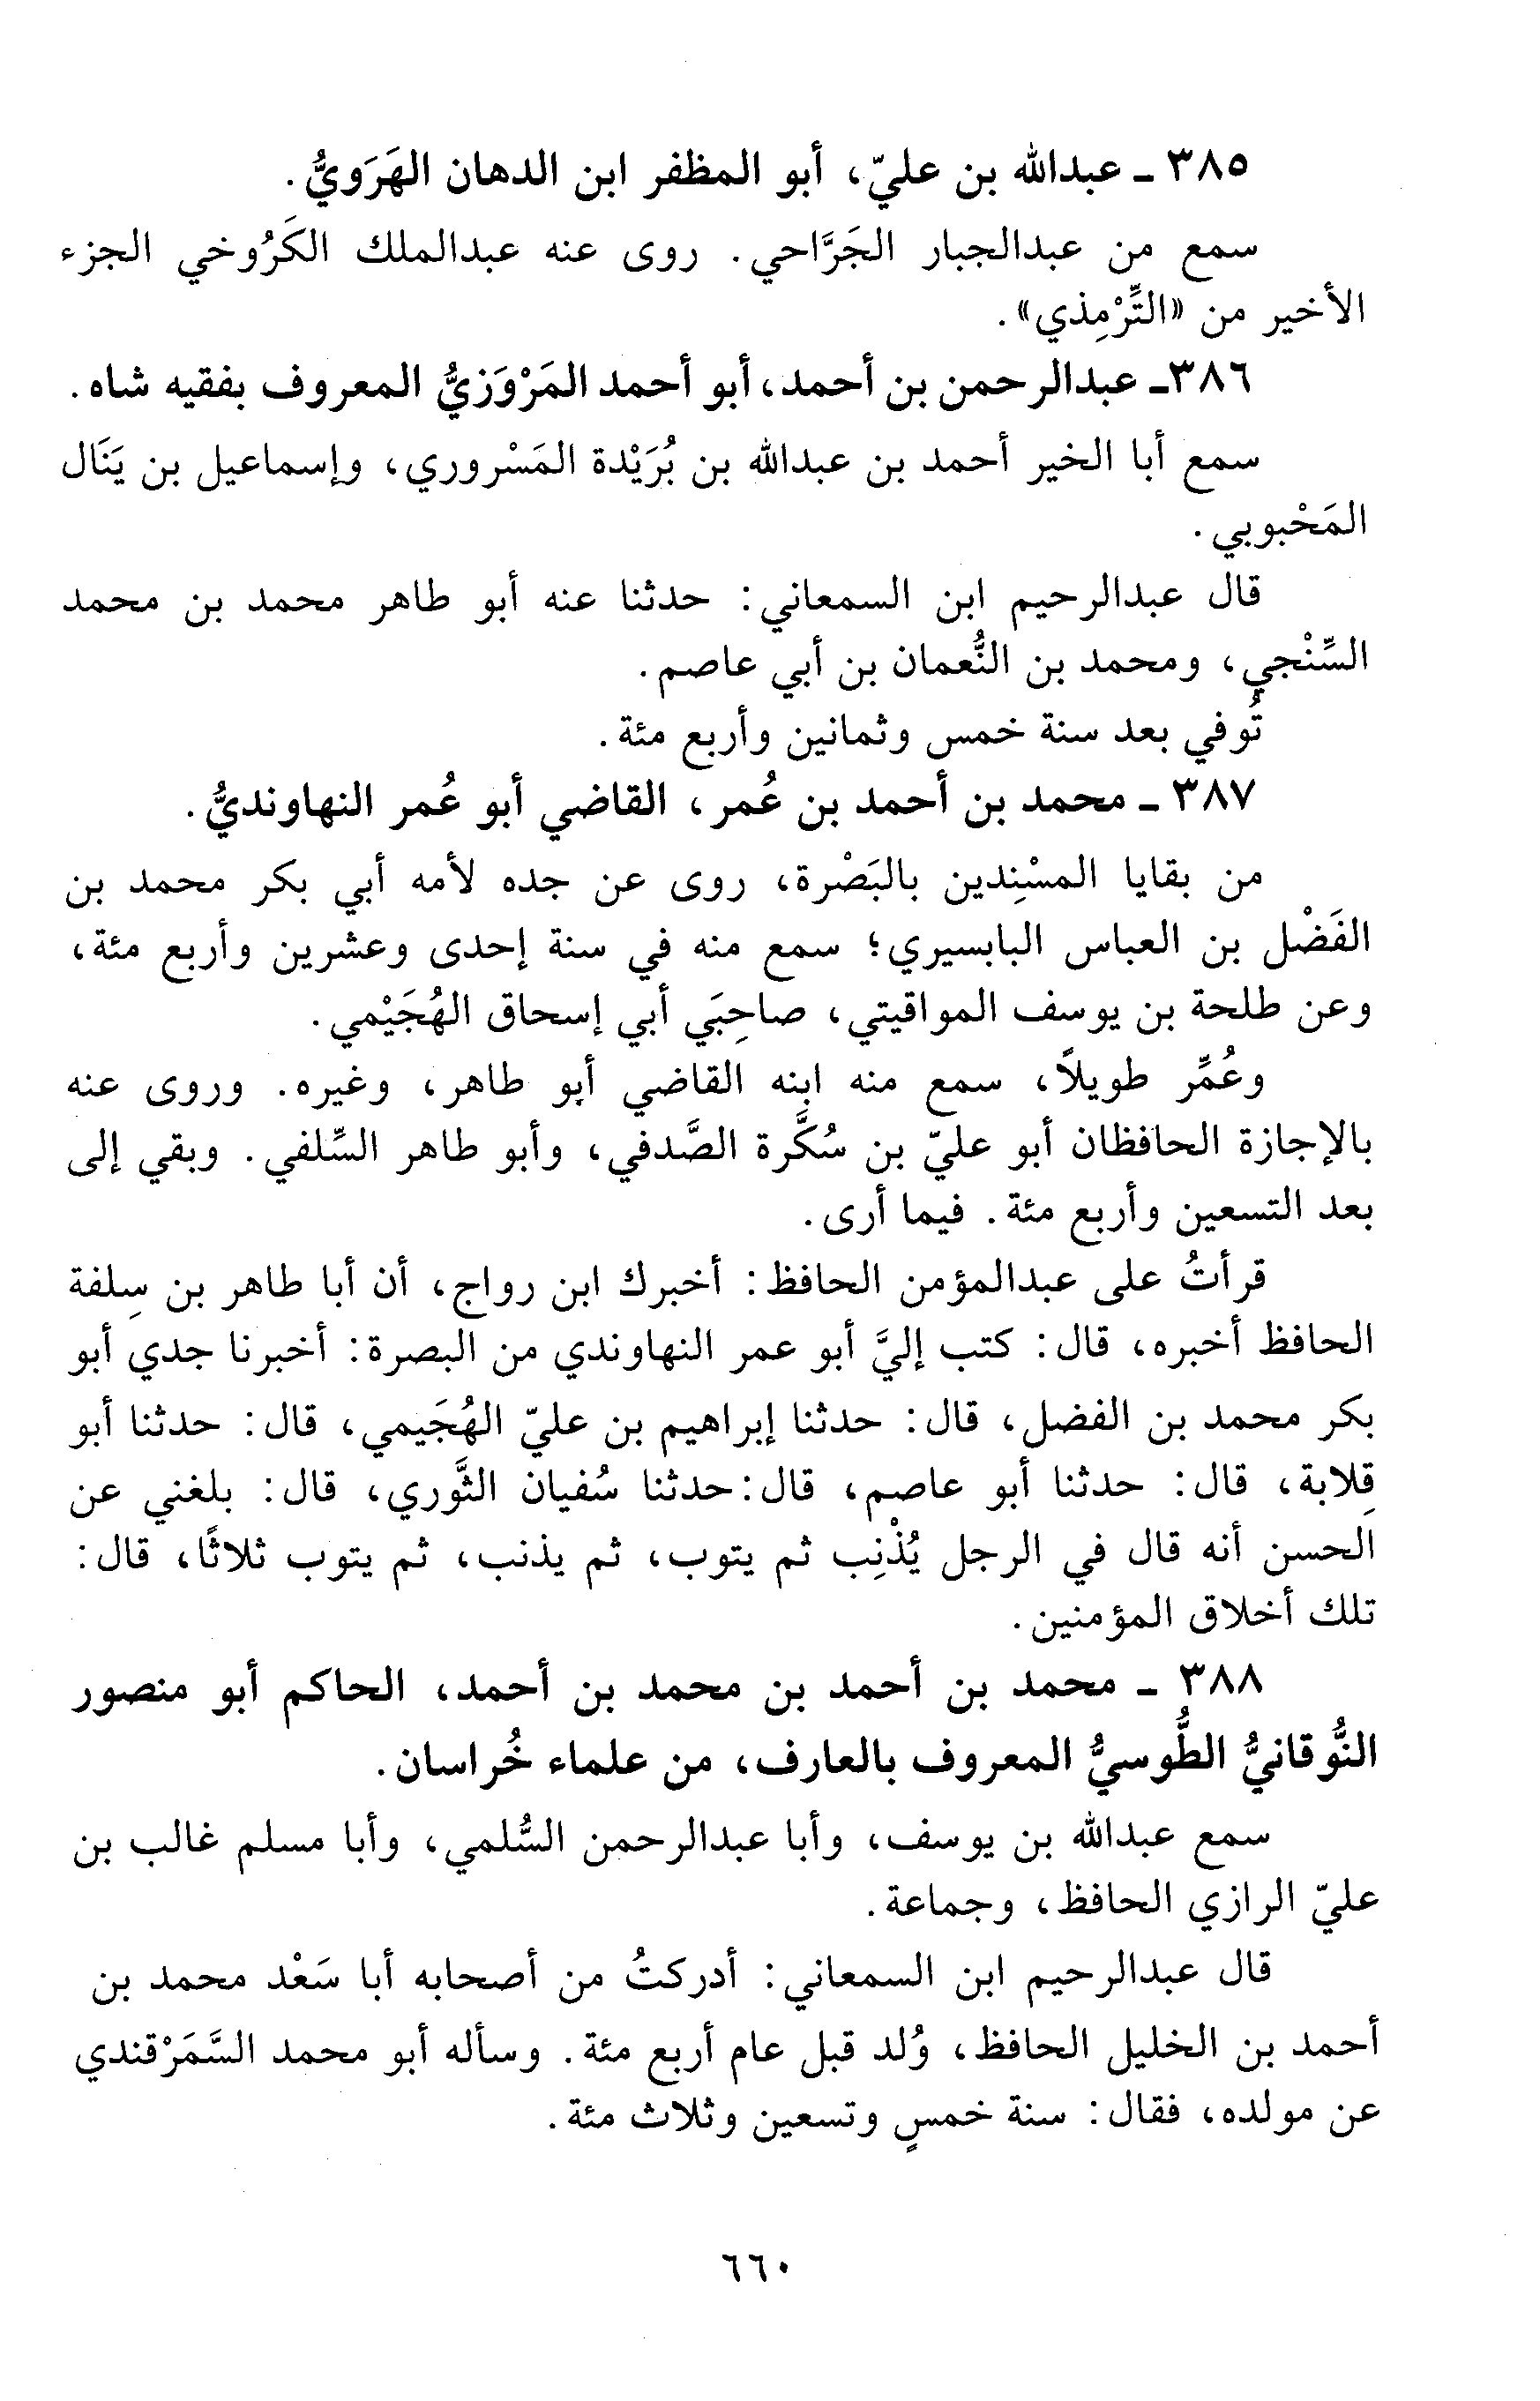 ٣٨٥ ـ عبدالله بن عليّ، أبو المظفر ابن الدهان الهَرَويُّ.
سمع من عبدالجبار الجَرَّاحي. روى عنه عبدالملك الكَرُوخي الجزء
الأخير من «التِّرْمِذي».
٣٨٦ـ عبدالرحمن بن أحمد، أبو أحمد المَرْوَزيُّ المعروف بفقيه شاه.
سمع أبا الخير أحمد بن عبدالله بن بُرَيْدة المَسْروري، وإسماعيل بن يَنَال
المَحْبوبي.
قال عبدالرحيم ابن السمعاني: حدثنا عنه أبو طاهر محمد بن محمد
السِّنْجي، ومحمد بن النُّعمان بن أبي عاصم.
تُوفي بعد سنة خمس وثمانين وأربع مئة.
٣٨٧ ـ محمد بن أحمد بن عُمر، القاضي أبو عُمر النهاونديُّ.
من بقايا المسْنِدين بالبَصْرة، روى عن جده لأمه أبي بكر محمد بن
الفَضْل بن العباس البابسيري؛ سمع منه في سنة إحدى وعشرين وأربع مئة،
وعن طلحة بن يوسف المواقيتي، صاحِبَي أبي إسحاق الهُجَيْمي.
وعُمِّر طويلاً، سمع منه ابنه القاضي أبو طاهر، وغيره. وروى عنه
بالإجازة الحافظان أبو عليّ بن سُكَّرة الصَّدفي، وأبو طاهر السِّلفي. وبقي إلى
بعد التسعين وأربع مئة. فيما أرى.
قرأتُ على عبدالمؤمن الحافظ: أخبرك ابن رواج، أن أبا طاهر بن سِلفة
الحافظ أخبره، قال: كتب إليَّ أبو عمر النهاوندي من البصرة: أخبرنا جدي أبو
بكر محمد بن الفضل، قال: حدثنا إبراهيم بن عليّ الهُجَيمي، قال: حدثنا أبو
قِلابة، قال: حدثنا أبو عاصم، قال:حدثنا سُفيان الثَّوري، قال: بلغني عن
الحسن أنه قال في الرجل يُذْنِب ثم يتوب، ثم يذنب، ثم يتوب ثلاثًا، قال:
تلك أخلاق المؤمنين.
٣٨٨ ـ محمد بن أحمد بن محمد بن أحمد، الحاكم أبو منصور
النُّوقانيُّ الطُّوسيُّ المعروف بالعارف، من علماء خُراسان.
سمع عبدالله بن يوسف، وأبا عبدالرحمن السُّلمي، وأبا مسلم غالب بن
عليّ الرازي الحافظ، وجماعة.
قال عبدالرحيم ابن السمعاني: أدركتُ من أصحابه أبا سَعْد محمد بن
أحمد بن الخليل الحافظ، وُلد قبل عام أربع مئة. وسأله أبو محمد السَّمَرْقندي
عن مولده، فقال: سنة خمسٍ وتسعين وثلاث مئة.
٦٦٠